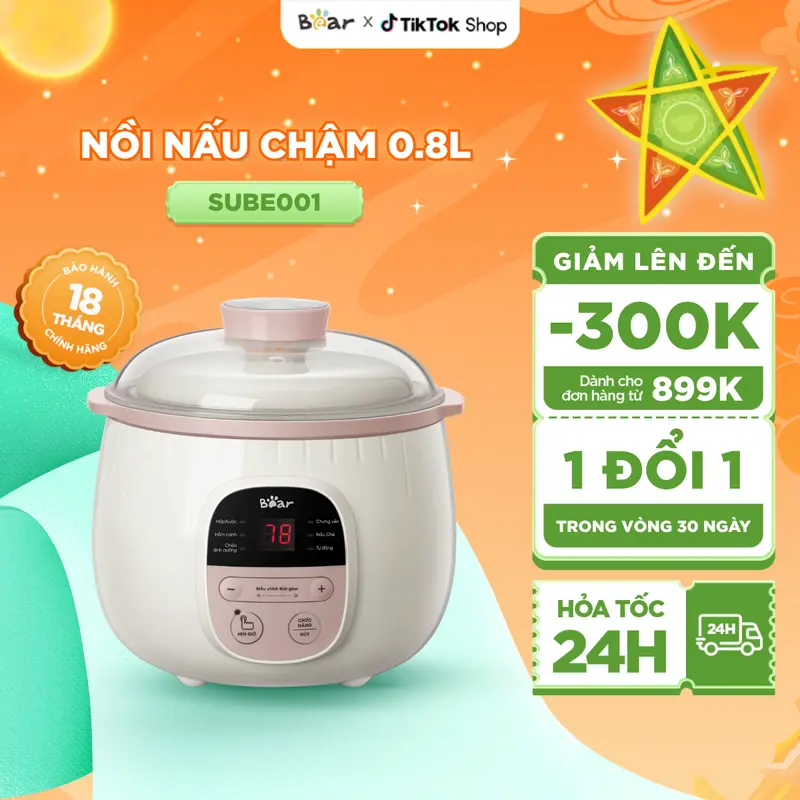 Bear x TikTok Shop
NỒI NẤU CHẬM 0.8L
SUBE001
BẢO HÀNH
18
THÁNG
CHÍNH HÃNG
GIẢM LÊN ĐẾN
-300K
Dành cho
đơn hàng từ
899K
1 ĐỔI 1
TRONG VÒNG 30 NGÀY
HỎA TỐC
24H
24H
Bear
Hấp/Luộc
Hầm canh
Cháo
dinh dưỡng
78
Chưng yến
Nấu Chè
Tự động
− Điều chỉnh thời gian +
HẸN GIỜ
CHỨC
NĂNG
HỦY